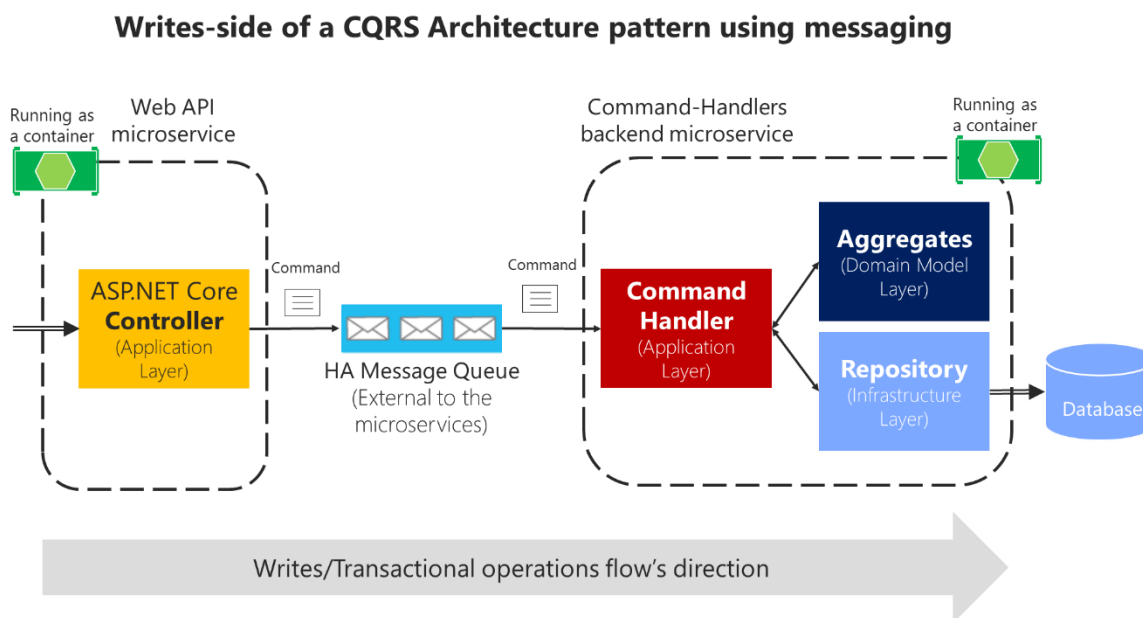 Writes-side of a CQRS Architecture pattern using messaging
Running as
a container
Web API
microservice
Command-Handlers
backend microservice
Running as
a container
ASP.NET Core
Controller
(Application
Layer)
Command
HA Message Queue
(External to the
microservices)
Command
Command
Handler
(Application
Layer)
Aggregates
(Domain Model
Layer)
Repository
(Infrastructure
Layer)
Database
Writes/Transactional operations flow's direction